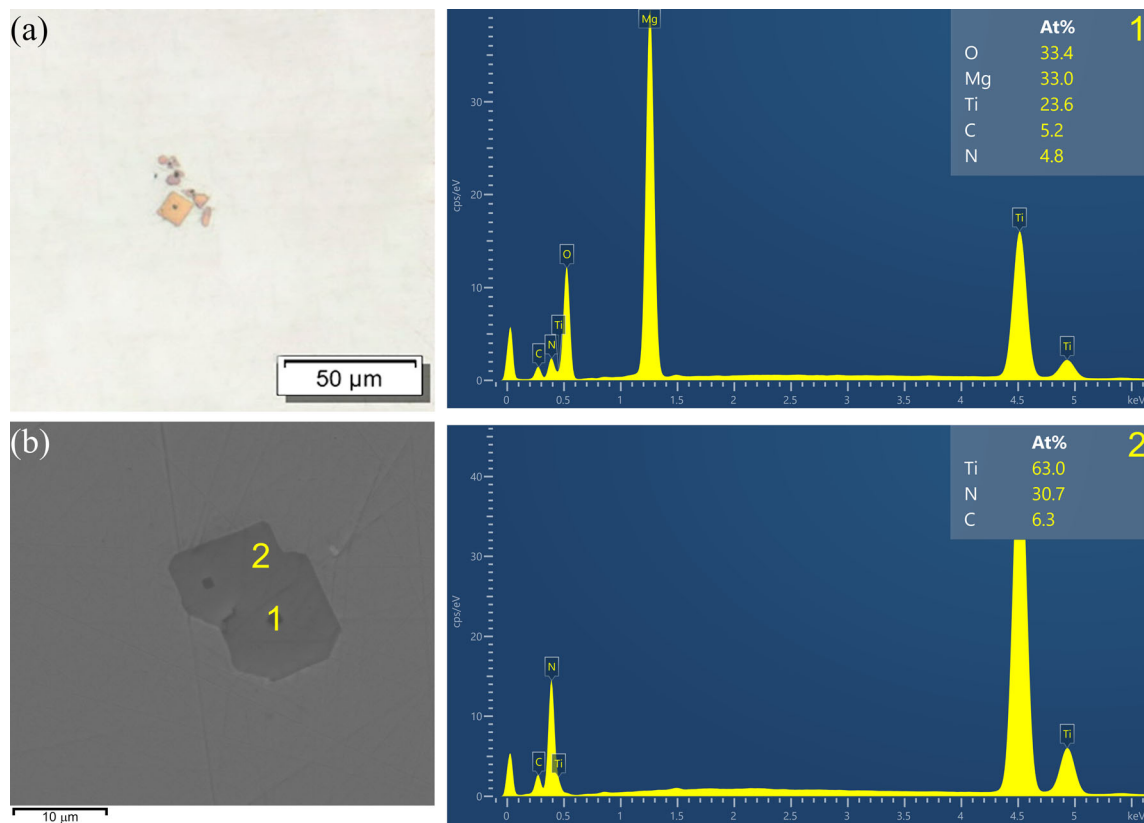 (a)
50 µm
1
At%
O 33.4
Mg 33.0
Ti 23.6
C 5.2
N 4.8
Mg
O
Ti
N
C
Ti
Ti
cps/eV
30
20
10
0
0 0.5 1 1.5 2 2.5 3 3.5 4 4.5 5 keV
(b)
2
1
10 µm
2
At%
Ti 63.0
N 30.7
C 6.3
N
C
Ti
Ti
cps/eV
40
30
20
10
0
0 0.5 1 1.5 2 2.5 3 3.5 4 4.5 5 keV